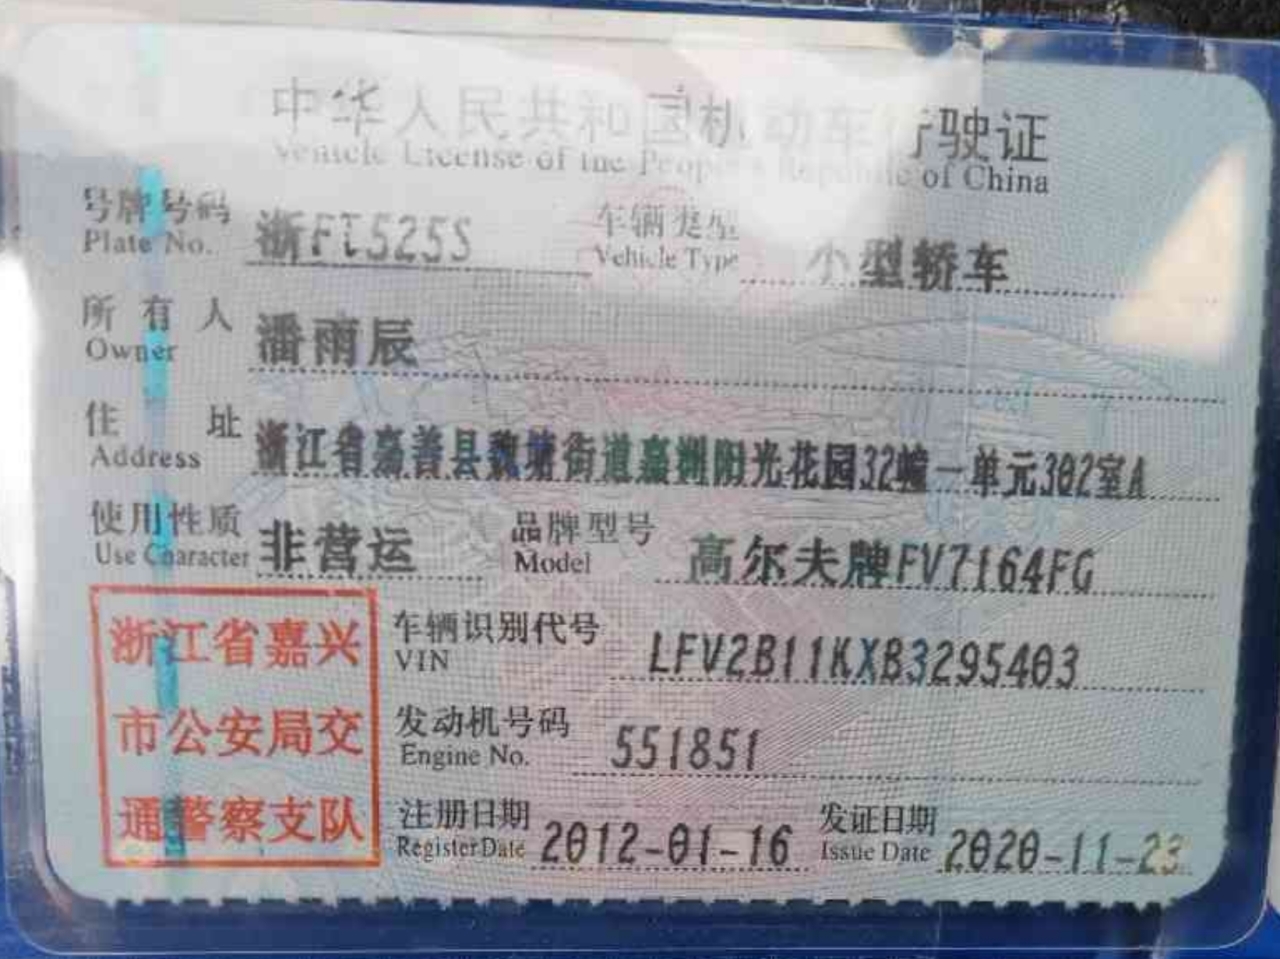 中华人民共和国机动车行驶证
Vehicle License of the People's Republic of China
号牌号码 浙F1525S 车辆类型 小型轿车
Plate No. Vehicle Type
所有人 潘雨辰
Owner
住址 浙江省嘉善县魏塘街道嘉洲阳光花园32幢一单元302室A
Address
使用性质 非营运 品牌型号 高尔夫牌FV7164FG
Use Character Model
浙江省嘉兴
市公安局交
通警察支队
车辆识别代号 LFV2B11KXB3295403
VIN
发动机号码 551851
Engine No.
注册日期 2012-01-16 发证日期 2020-11-23
Register Date Issue Date